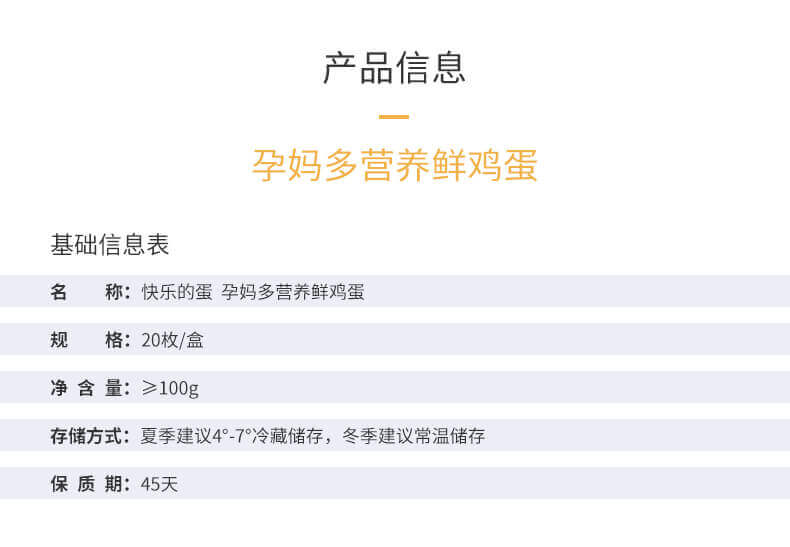 产品信息
孕妈多营养鲜鸡蛋
基础信息表
名 称：快乐的蛋 孕妈多营养鲜鸡蛋
规 格：20枚/盒
净 含 量：≥100g
存储方式：夏季建议4°-7°冷藏储存，冬季建议常温储存
保 质 期：45天